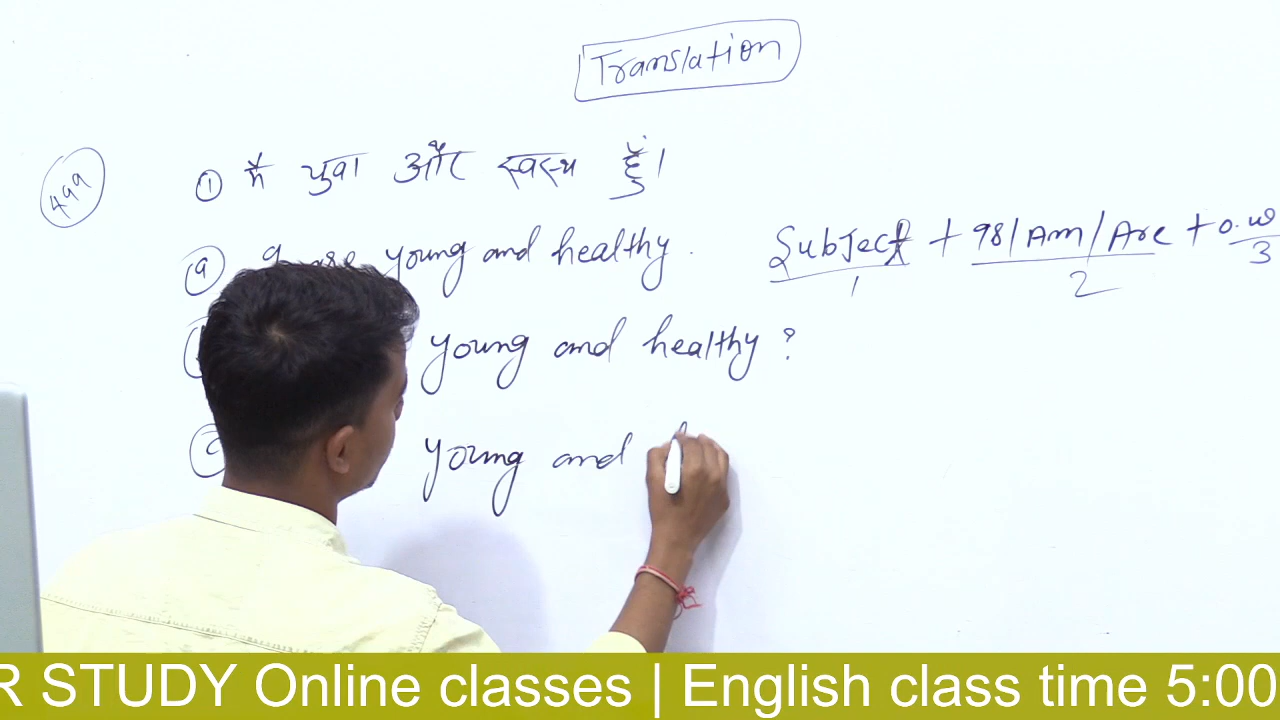 Translation
499
① मैं युवा और स्वस्थ हूँ।
ⓐ are young and healthy.
Subject + Is/Am/Are + o.w
1 2 3
young and healthy ?
young and
R STUDY Online classes | English class time 5:00